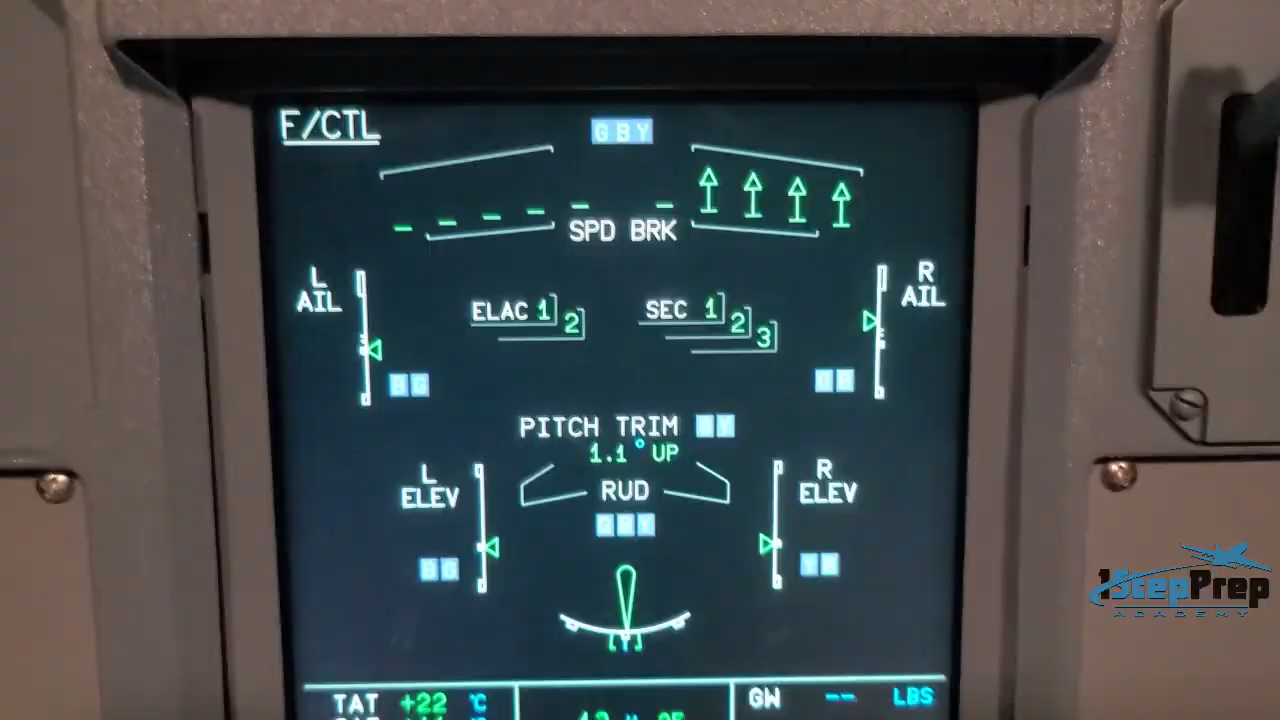 F/CTL
G B Y
SPD BRK
L
AIL
R
AIL
ELAC 1
2
SEC 1
2
3
B G
PITCH TRIM
1.1° UP
L
ELEV
R
ELEV
RUD
G B Y
B G
Y B
TAT +22 °C
GW -- LBS
1StepPrep
ACADEMY